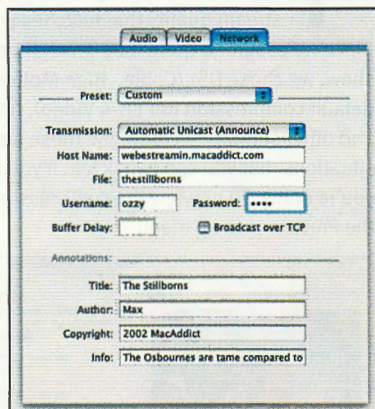 Audio Video Network
Preset: Custom
Transmission: Automatic Unicast (Announce)
Host Name: webestreamin.macaddict.com
File: thestillborns
Username: ozzy Password: ••••
Buffer Delay: Broadcast over TCP
Annotations:
Title: The Stillborns
Author: Max
Copyright: 2002 MacAddict
Info: The Osbournes are tame compared to